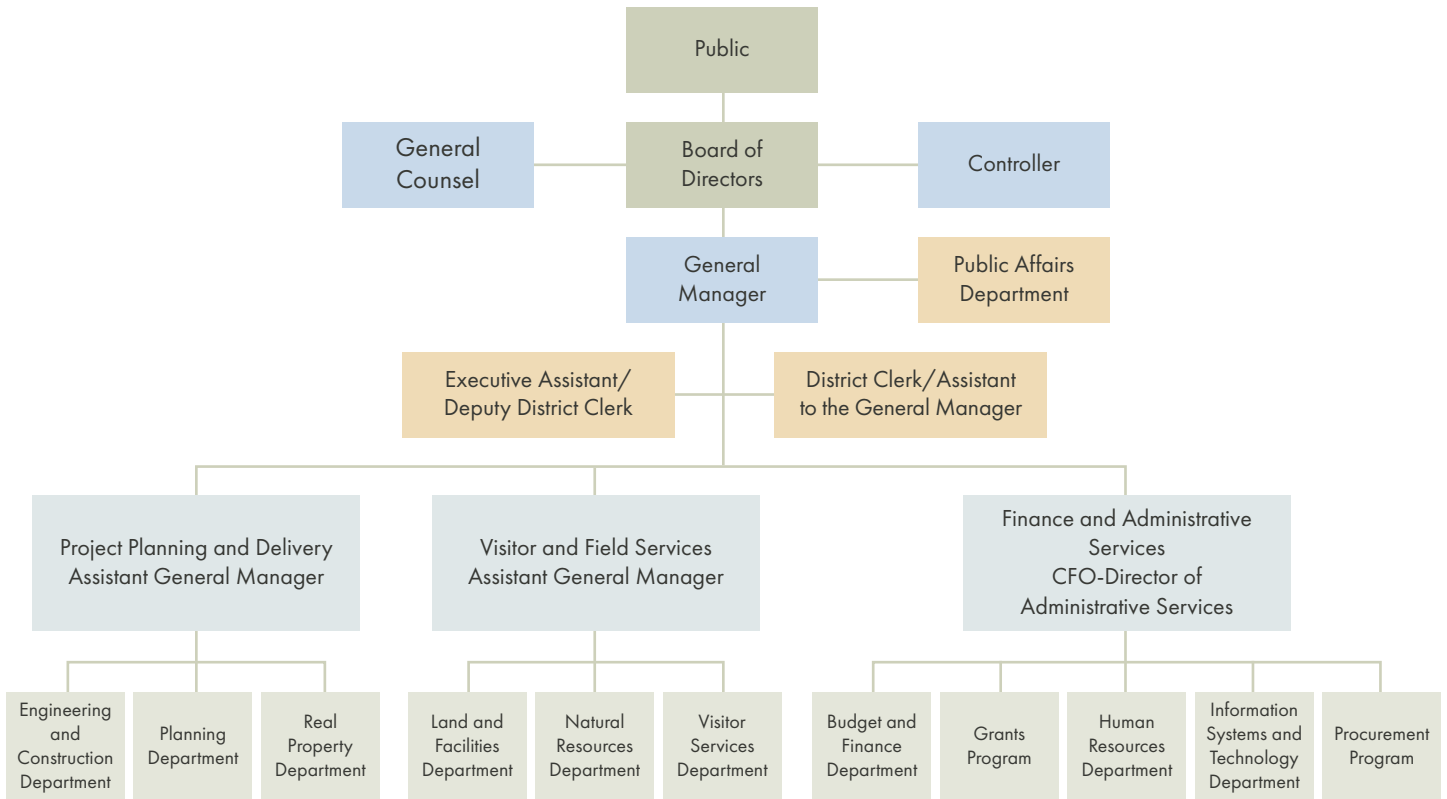 Public
General
Counsel
Board of
Directors
Controller
General
Manager
Public Affairs
Department
Executive Assistant/
Deputy District Clerk
District Clerk/Assistant
to the General Manager
Project Planning and Delivery
Assistant General Manager
Visitor and Field Services
Assistant General Manager
Finance and Administrative
Services
CFO-Director of
Administrative Services
Engineering
and
Construction
Department
Planning
Department
Real
Property
Department
Land and
Facilities
Department
Natural
Resources
Department
Visitor
Services
Department
Budget and
Finance
Department
Grants
Program
Human
Resources
Department
Information
Systems and
Technology
Department
Procurement
Program